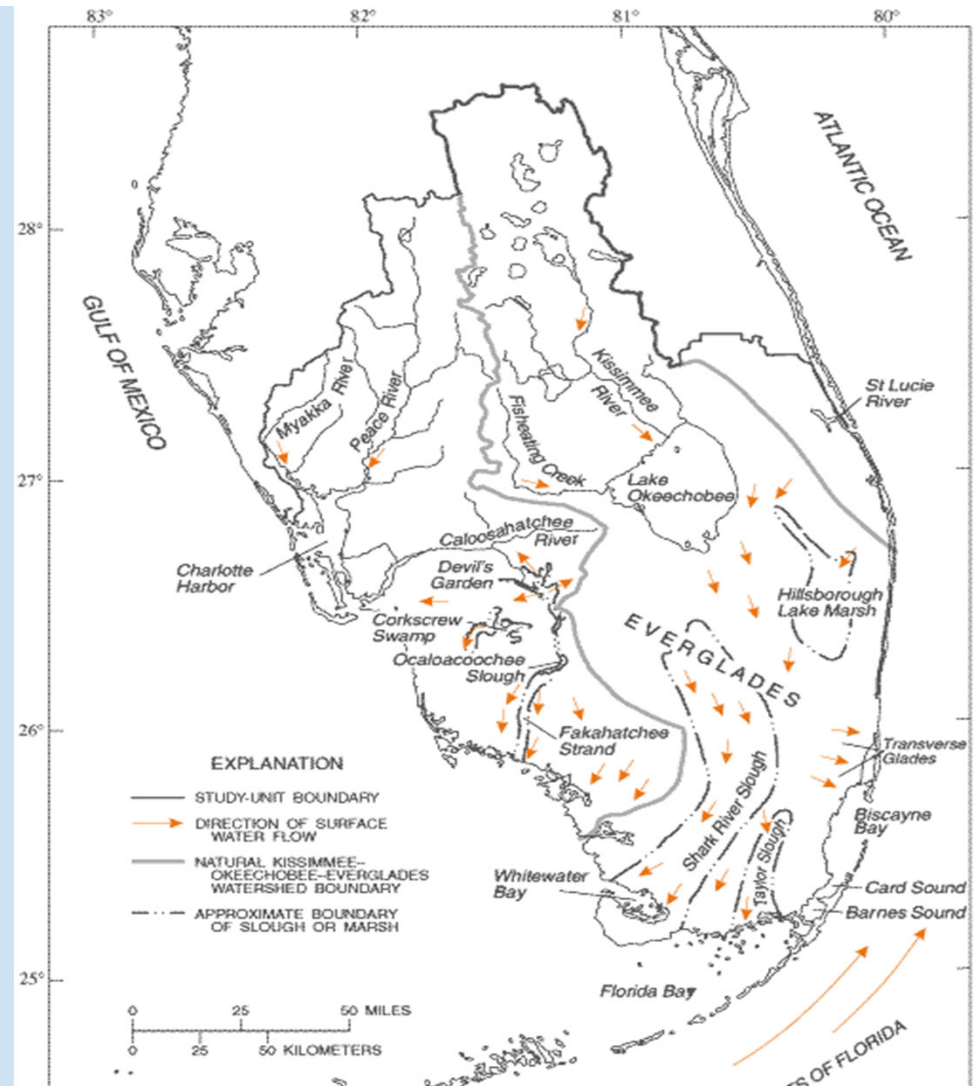 83°
82°
81°
80°
ATLANTIC OCEAN
28°
GULF OF MEXICO
Kissimmee
River
St Lucie
River
Myakka River
Peace River
Fisheating Creek
27°
Lake
Okeechobee
Caloosahatchee
River
Charlotte
Harbor
Devil's
Garden
Hillsborough
Lake Marsh
Corkscrew
Swamp
EVERGLADES
Ocaloacoochee
Slough
26°
Fakahatchee
Strand
Transverse
Glades
EXPLANATION
STUDY-UNIT BOUNDARY
DIRECTION OF SURFACE
WATER FLOW
NATURAL KISSIMMEE–
OKEECHOBEE–EVERGLADES
WATERSHED BOUNDARY
APPROXIMATE BOUNDARY
OF SLOUGH OR MARSH
Shark River Slough
Taylor Slough
Biscayne
Bay
Whitewater
Bay
Card Sound
Barnes Sound
25°
Florida Bay
0 25 50 MILES
0 25 50 KILOMETERS
OF FLORIDA